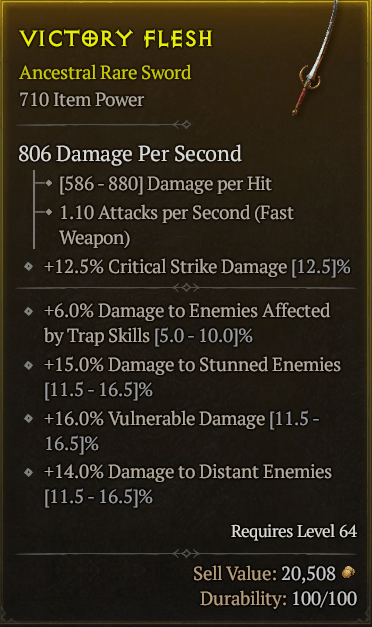 VICTORY FLESH
Ancestral Rare Sword
710 Item Power
806 Damage Per Second
[586 - 880] Damage per Hit
1.10 Attacks per Second (Fast
Weapon)
+12.5% Critical Strike Damage [12.5]%
+6.0% Damage to Enemies Affected
by Trap Skills [5.0 - 10.0]%
+15.0% Damage to Stunned Enemies
[11.5 - 16.5]%
+16.0% Vulnerable Damage [11.5 -
16.5]%
+14.0% Damage to Distant Enemies
[11.5 - 16.5]%
Requires Level 64
Sell Value: 20,508
Durability: 100/100